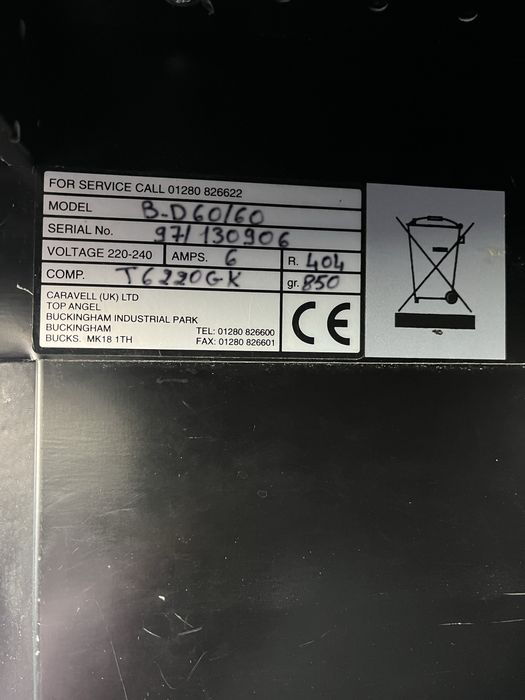 FOR SERVICE CALL 01280 826622
MODEL B-D60/60
SERIAL No. 97/130906
VOLTAGE 220-240 AMPS. 6 R. 404
COMP. T6220GK gr. 850
CARAVELL (UK) LTD
TOP ANGEL
BUCKINGHAM INDUSTRIAL PARK
BUCKINGHAM TEL: 01280 826600
BUCKS. MK18 1TH FAX: 01280 826601
CE